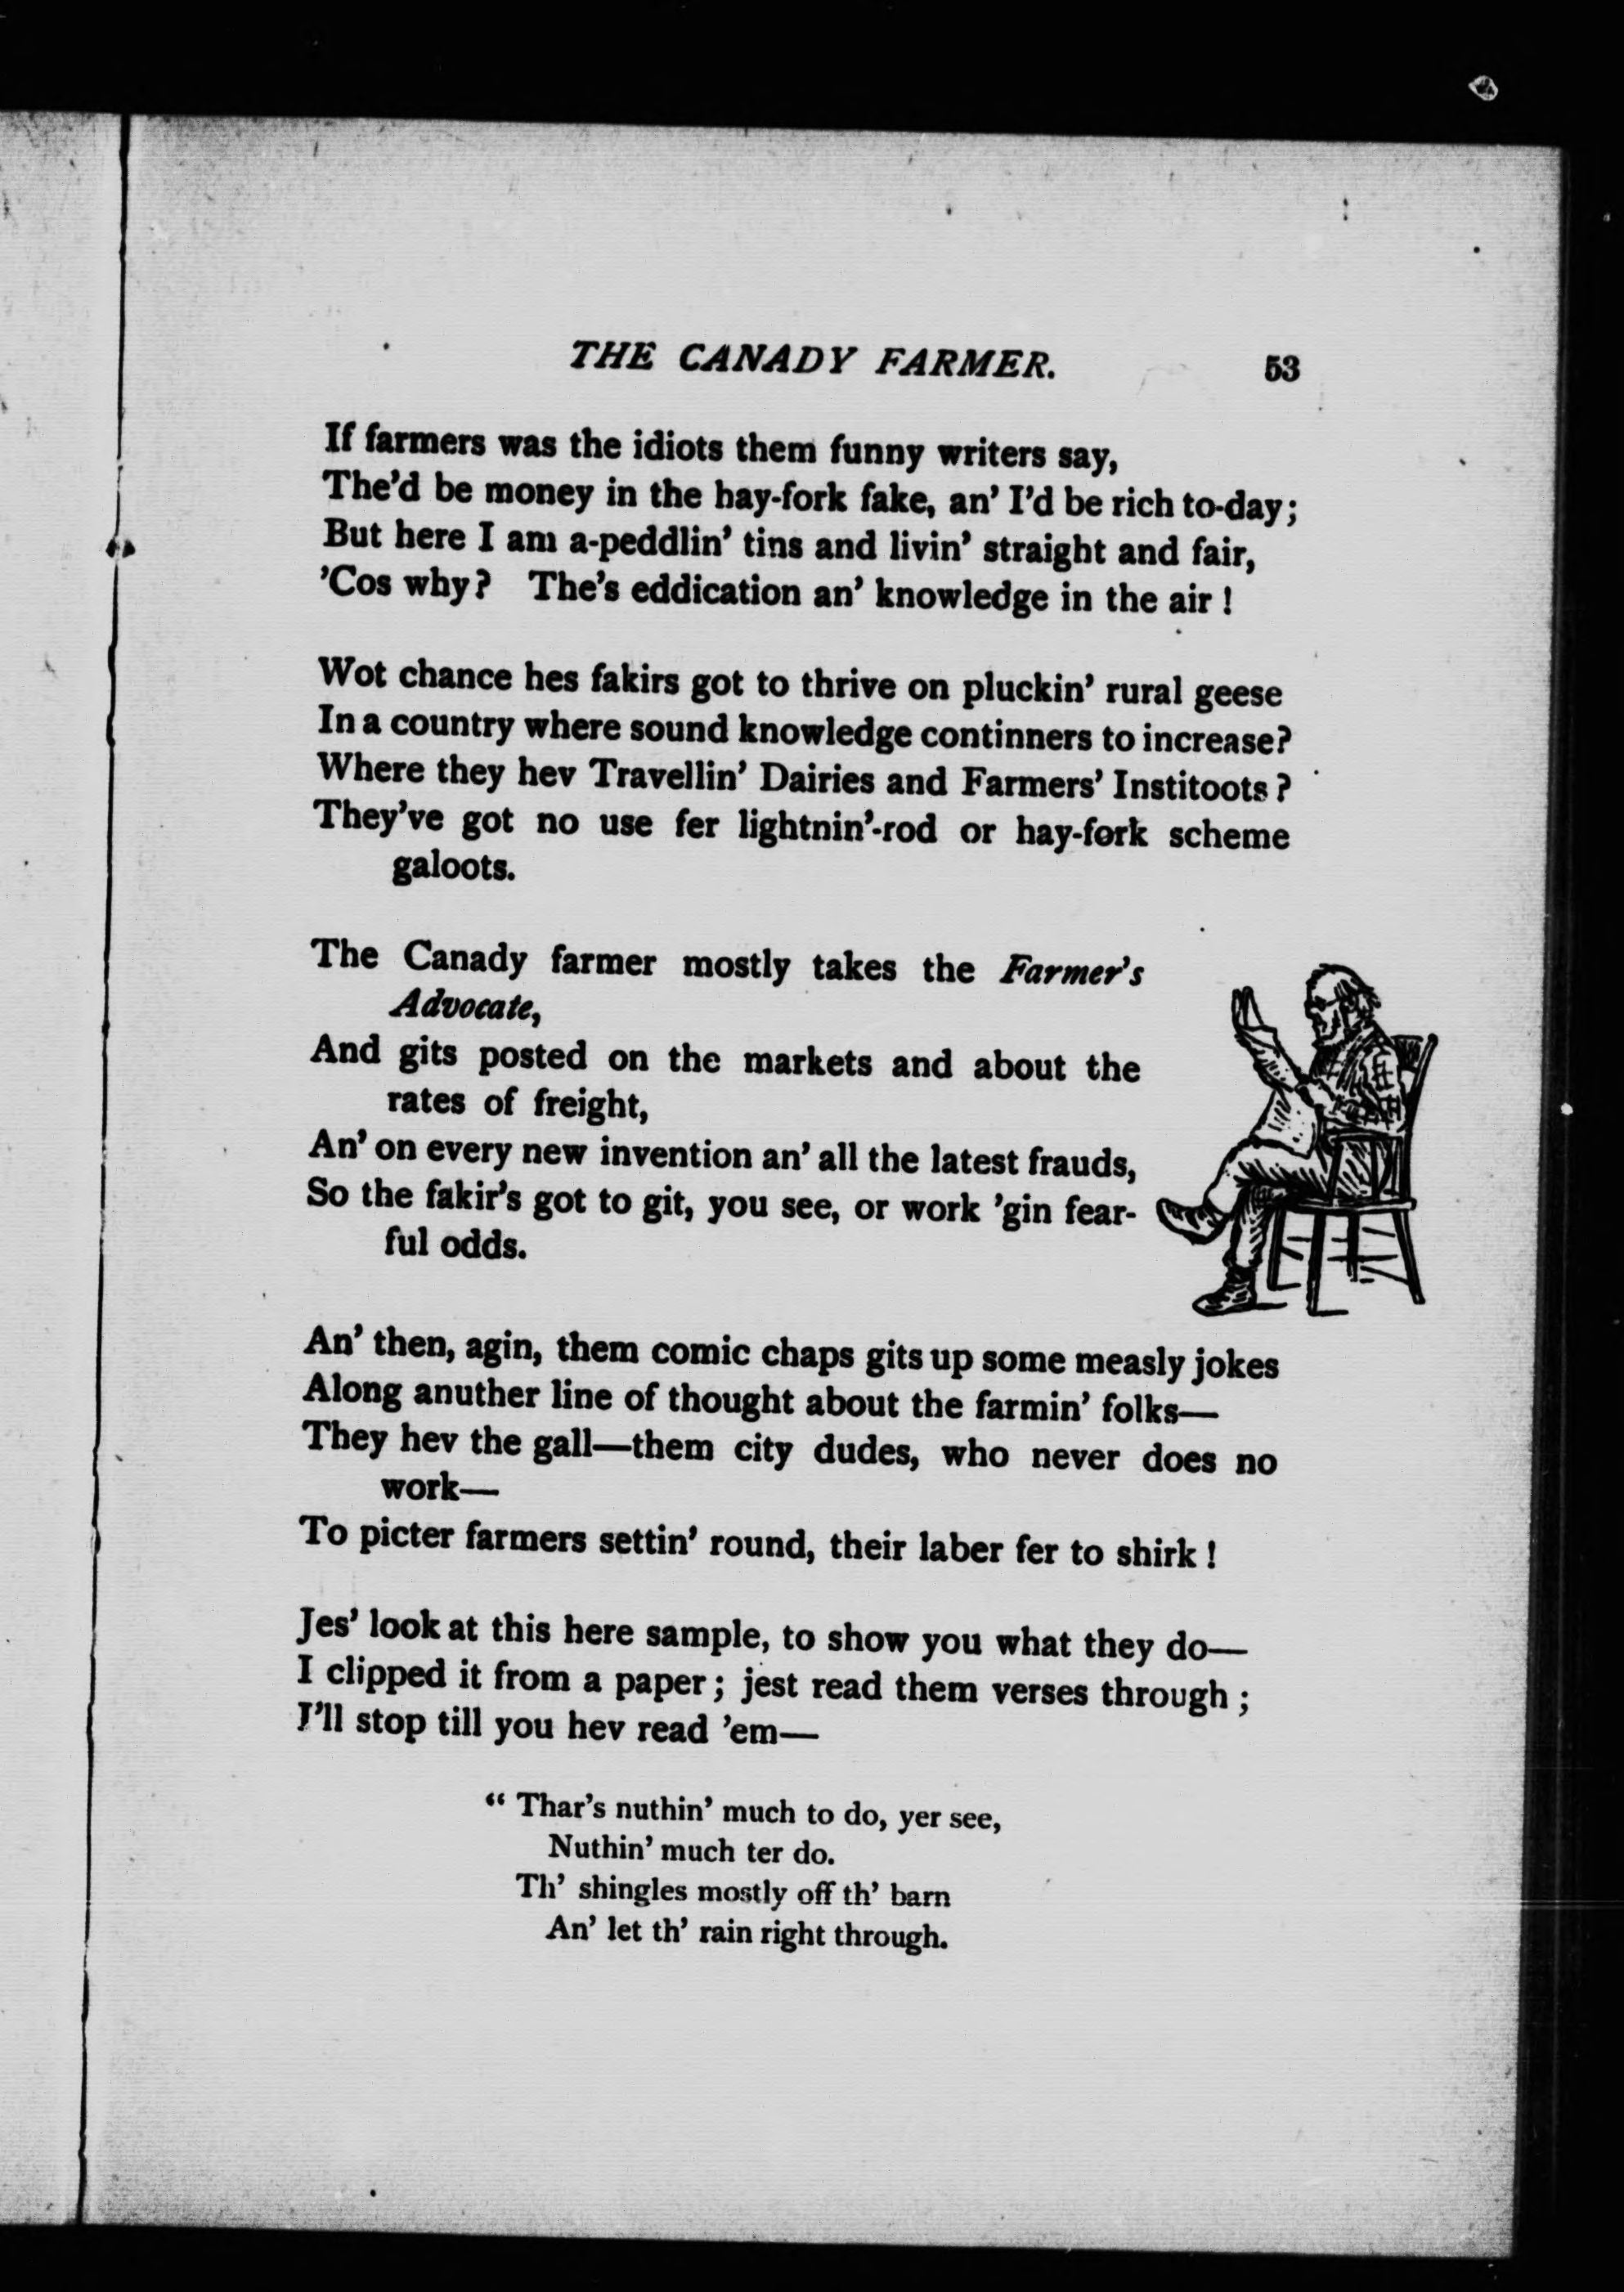 THE CANADY FARMER. 53
If farmers was the idiots them funny writers say,
The'd be money in the hay-fork fake, an' I'd be rich to-day;
But here I am a-peddlin' tins and livin' straight and fair,
'Cos why? The's eddication an' knowledge in the air!
Wot chance hes fakirs got to thrive on pluckin' rural geese
In a country where sound knowledge continners to increase?
Where they hev Travellin' Dairies and Farmers' Institoots?
They've got no use fer lightnin'-rod or hay-fork scheme
galoots.
The Canady farmer mostly takes the Farmer's
Advocate,
And gits posted on the markets and about the
rates of freight,
An' on every new invention an' all the latest frauds,
So the fakir's got to git, you see, or work 'gin fear-
ful odds.
An' then, agin, them comic chaps gits up some measly jokes
Along anuther line of thought about the farmin' folks—
They hev the gall—them city dudes, who never does no
work—
To picter farmers settin' round, their laber fer to shirk!
Jes' look at this here sample, to show you what they do—
I clipped it from a paper; jest read them verses through;
I'll stop till you hev read 'em—
"Thar's nuthin' much to do, yer see,
Nuthin' much ter do.
Th' shingles mostly off th' barn
An' let th' rain right through.